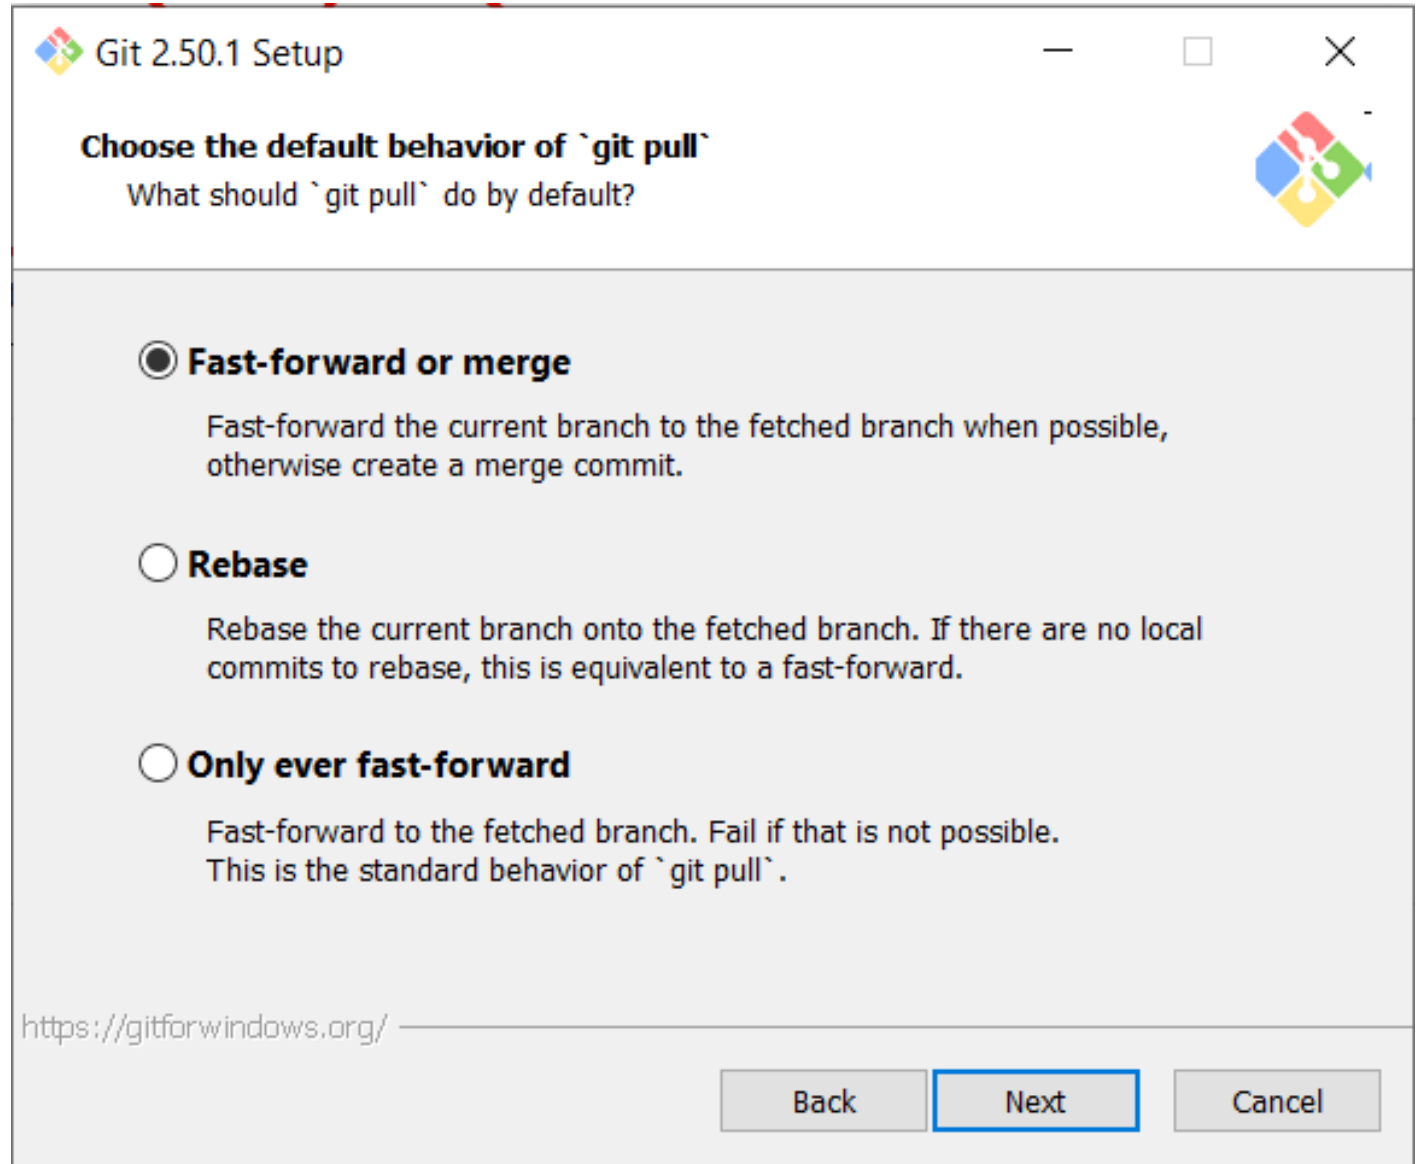 Git 2.50.1 Setup
Choose the default behavior of `git pull`
What should `git pull` do by default?
Fast-forward or merge
Fast-forward the current branch to the fetched branch when possible,
otherwise create a merge commit.
Rebase
Rebase the current branch onto the fetched branch. If there are no local
commits to rebase, this is equivalent to a fast-forward.
Only ever fast-forward
Fast-forward to the fetched branch. Fail if that is not possible.
This is the standard behavior of `git pull`.
https://gitforwindows.org/
Back Next Cancel